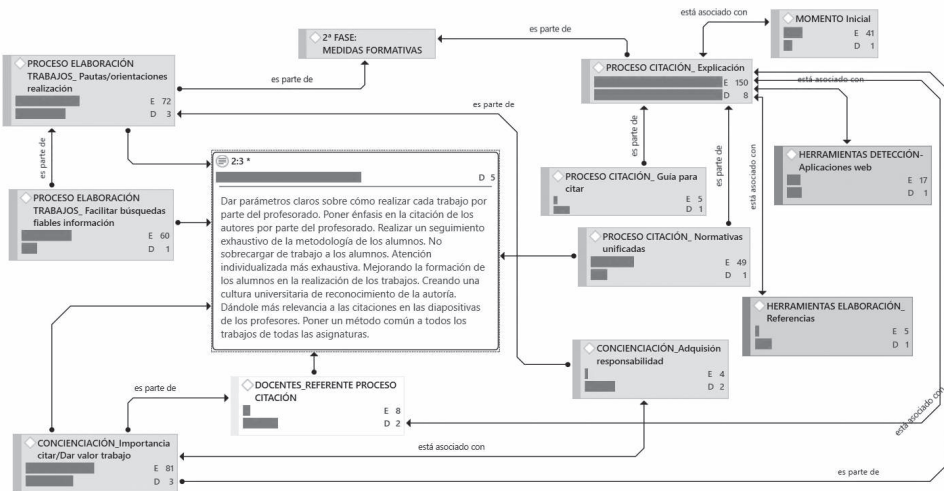 está asociado con
MOMENTO Inicial
E 41
D 1
2ª FASE:
MEDIDAS FORMATIVAS
es parte de
PROCESO ELABORACIÓN
TRABAJOS_ Pautas/orientaciones
realización
E 72
D 3
es parte de
PROCESO CITACIÓN_ Explicación
E 150
D 8
está asociado con
es parte de
es parte de
2:3 *
D 5
Dar parámetros claros sobre cómo realizar cada trabajo por
parte del profesorado. Poner énfasis en la citación de los
autores por parte del profesorado. Realizar un seguimiento
exhaustivo de la metodología de los alumnos. No
sobrecargar de trabajo a los alumnos. Atención
individualizada más exhaustiva. Mejorando la formación de
los alumnos en la realización de los trabajos. Creando una
cultura universitaria de reconocimiento de la autoría.
Dándole más relevancia a las citaciones en las diapositivas
de los profesores. Poner un método común a todos los
trabajos de todas las asignaturas.
es parte de
es parte de
está asociado con
HERRAMIENTAS DETECCIÓN-
Aplicaciones web
E 17
D 1
PROCESO CITACIÓN_ Guía para
citar
E 5
D 1
PROCESO ELABORACIÓN
TRABAJOS_ Facilitar búsquedas
fiables información
E 60
D 1
PROCESO CITACIÓN_ Normativas
unificadas
E 49
D 1
HERRAMIENTAS ELABORACIÓN_
Referencias
E 5
D 1
CONCIENCIACIÓN_Adquisión
responsabilidad
E 4
D 2
DOCENTES_REFERENTE PROCESO
CITACIÓN
E 8
D 2
es parte de
está asociado con
está asociado con
CONCIENCIACIÓN_Importancia
citar/Dar valor trabajo
E 81
D 3
es parte de